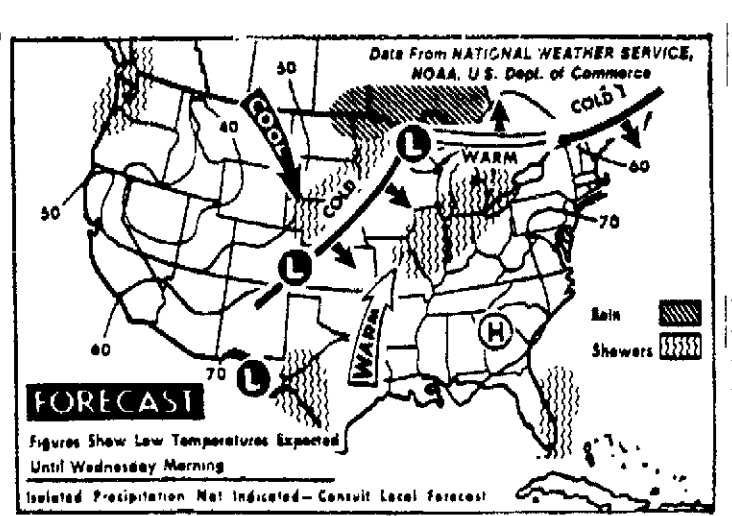 Data From NATIONAL WEATHER SERVICE,
NOAA, U.S. Dept. of Commerce
50
COLD
COOL
40
L
WARM
60
COLD
50
70
L
H
Rain
60
WARM
Showers
70
L
FORECAST
Figures Show Low Temperatures Expected
Until Wednesday Morning
Isolated Precipitation Not Indicated – Consult Local Forecast